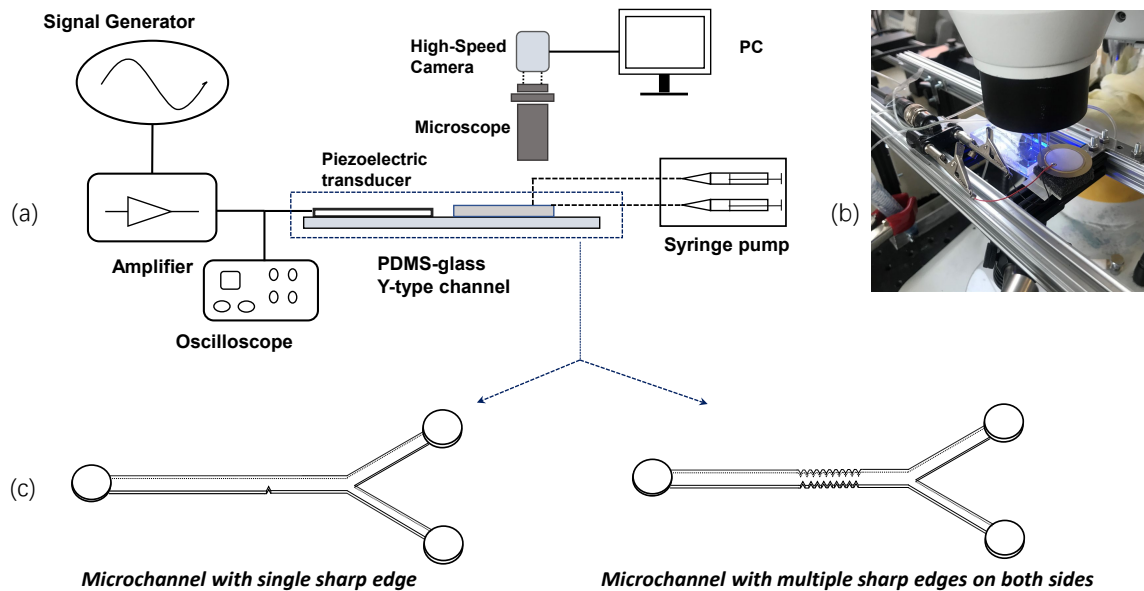 Signal Generator
High-Speed
Camera
PC
Microscope
Piezoelectric
transducer
(a)
(b)
Amplifier
PDMS-glass
Y-type channel
Syringe pump
Oscilloscope
(c)
Microchannel with single sharp edge
Microchannel with multiple sharp edges on both sides